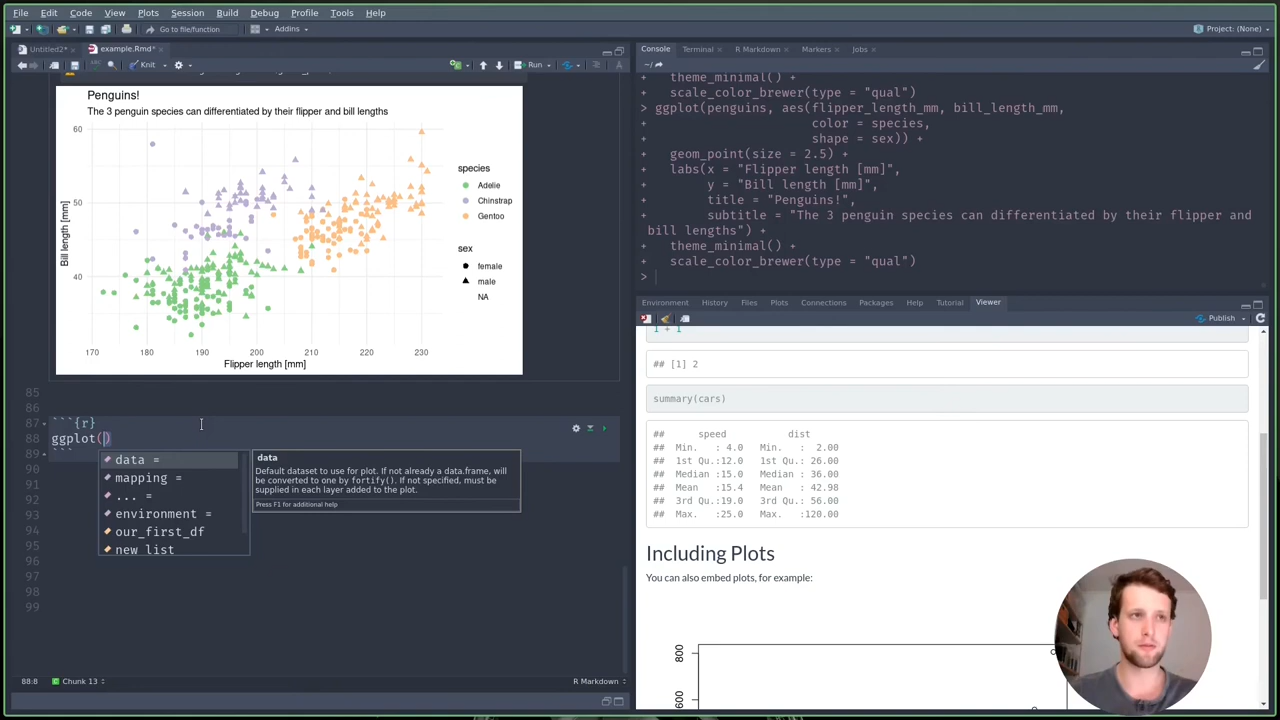 File Edit Code View Plots Session Build Debug Profile Tools Help
Go to file/function Addins Project: (None)
Untitled2* example.Rmd*
Knit Run
Penguins!
The 3 penguin species can differentiated by their flipper and bill lengths
60
50
40
Bill length [mm]
170 180 190 200 210 220 230
Flipper length [mm]
species
Adelie
Chinstrap
Gentoo
sex
female
male
NA
85
86
87 ```{r}
88 ggplot()
89 ```
90
91
92
93
94
95
96
97
98
99
data =
mapping =
... =
environment =
our_first_df
new_list
data
Default dataset to use for plot. If not already a data.frame, will
be converted to one by fortify(). If not specified, must be
supplied in each layer added to the plot.
Press F1 for additional help
88:8 Chunk 13 R Markdown
Console Terminal R Markdown Markers Jobs
~/
+ theme_minimal() +
+ scale_color_brewer(type = "qual")
> ggplot(penguins, aes(flipper_length_mm, bill_length_mm,
+ color = species,
+ shape = sex)) +
+ geom_point(size = 2.5) +
+ labs(x = "Flipper length [mm]",
+ y = "Bill length [mm]",
+ title = "Penguins!",
+ subtitle = "The 3 penguin species can differentiated by their flipper and
bill lengths") +
+ theme_minimal() +
+ scale_color_brewer(type = "qual")
>
Environment History Files Plots Connections Packages Help Tutorial Viewer
Publish
1 + 1
## [1] 2
summary(cars)
## speed dist
## Min. : 4.0 Min. : 2.00
## 1st Qu.:12.0 1st Qu.: 26.00
## Median :15.0 Median : 36.00
## Mean :15.4 Mean : 42.98
## 3rd Qu.:19.0 3rd Qu.: 56.00
## Max. :25.0 Max. :120.00
Including Plots
You can also embed plots, for example:
800
600